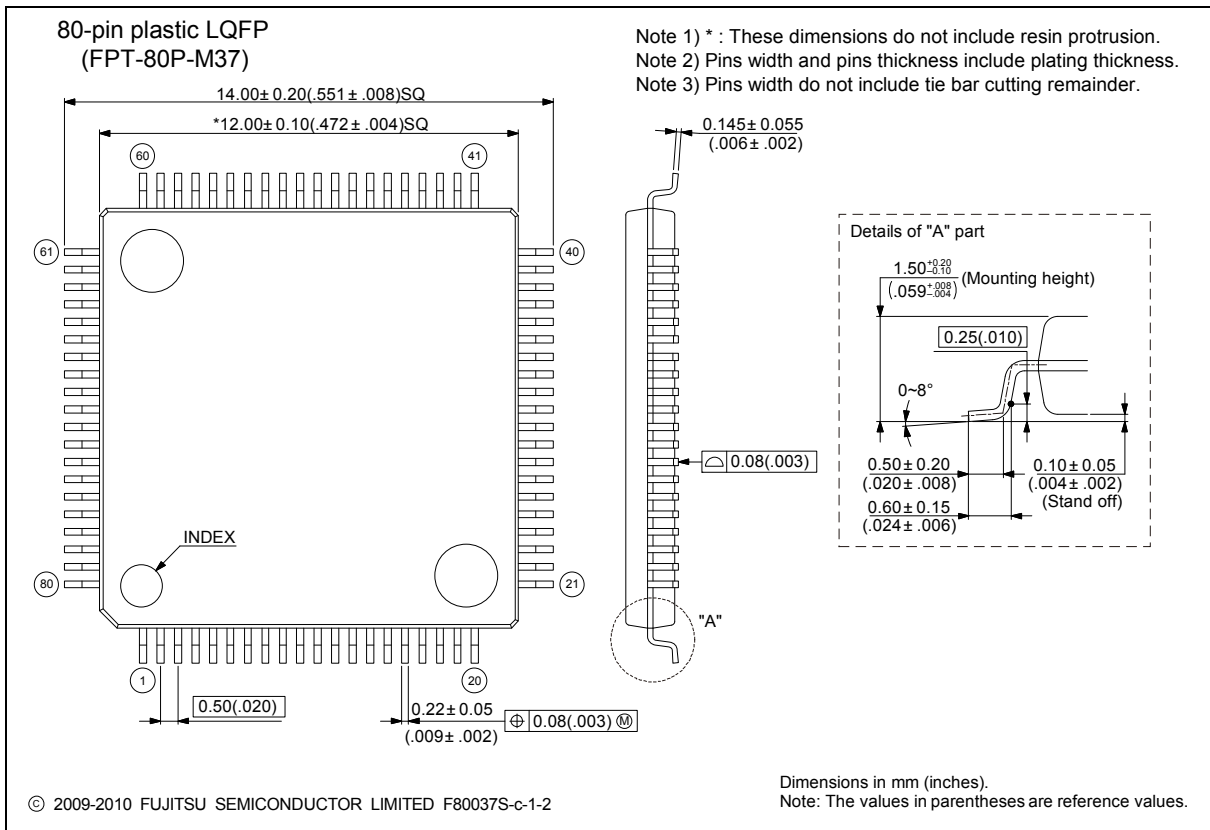 80-pin plastic LQFP
(FPT-80P-M37)
Note 1) * : These dimensions do not include resin protrusion.
Note 2) Pins width and pins thickness include plating thickness.
Note 3) Pins width do not include tie bar cutting remainder.
14.00±0.20(.551±.008)SQ
*12.00±0.10(.472±.004)SQ
60
41
61
40
80
21
1
20
INDEX
0.50(.020)
0.22±0.05
(.009±.002)
⌖ 0.08(.003) Ⓜ
0.145±0.055
(.006±.002)
⌓ 0.08(.003)
"A"
Details of "A" part
1.50 +0.20 –0.10 (Mounting height)
(.059 +.008 –.004)
0.25(.010)
0~8°
0.50±0.20
(.020±.008)
0.60±0.15
(.024±.006)
0.10±0.05
(.004±.002)
(Stand off)
© 2009-2010 FUJITSU SEMICONDUCTOR LIMITED F80037S-c-1-2
Dimensions in mm (inches).
Note: The values in parentheses are reference values.